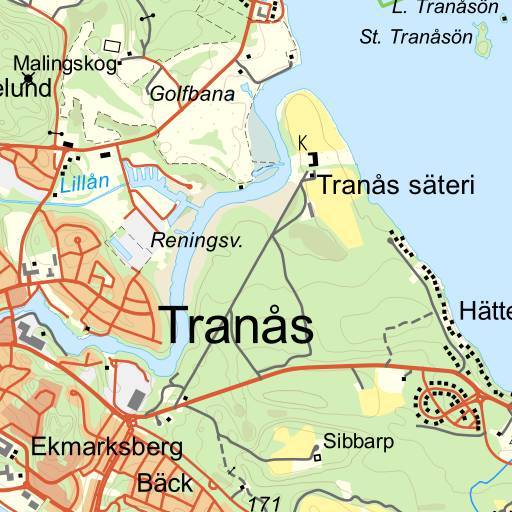 L. Tranåsön
St. Tranåsön
Malingskog
elund
Golfbana
K
Lillån
Tranås säteri
Reningsv.
Hätte
Tranås
Sibbarp
Ekmarksberg
Bäck
171